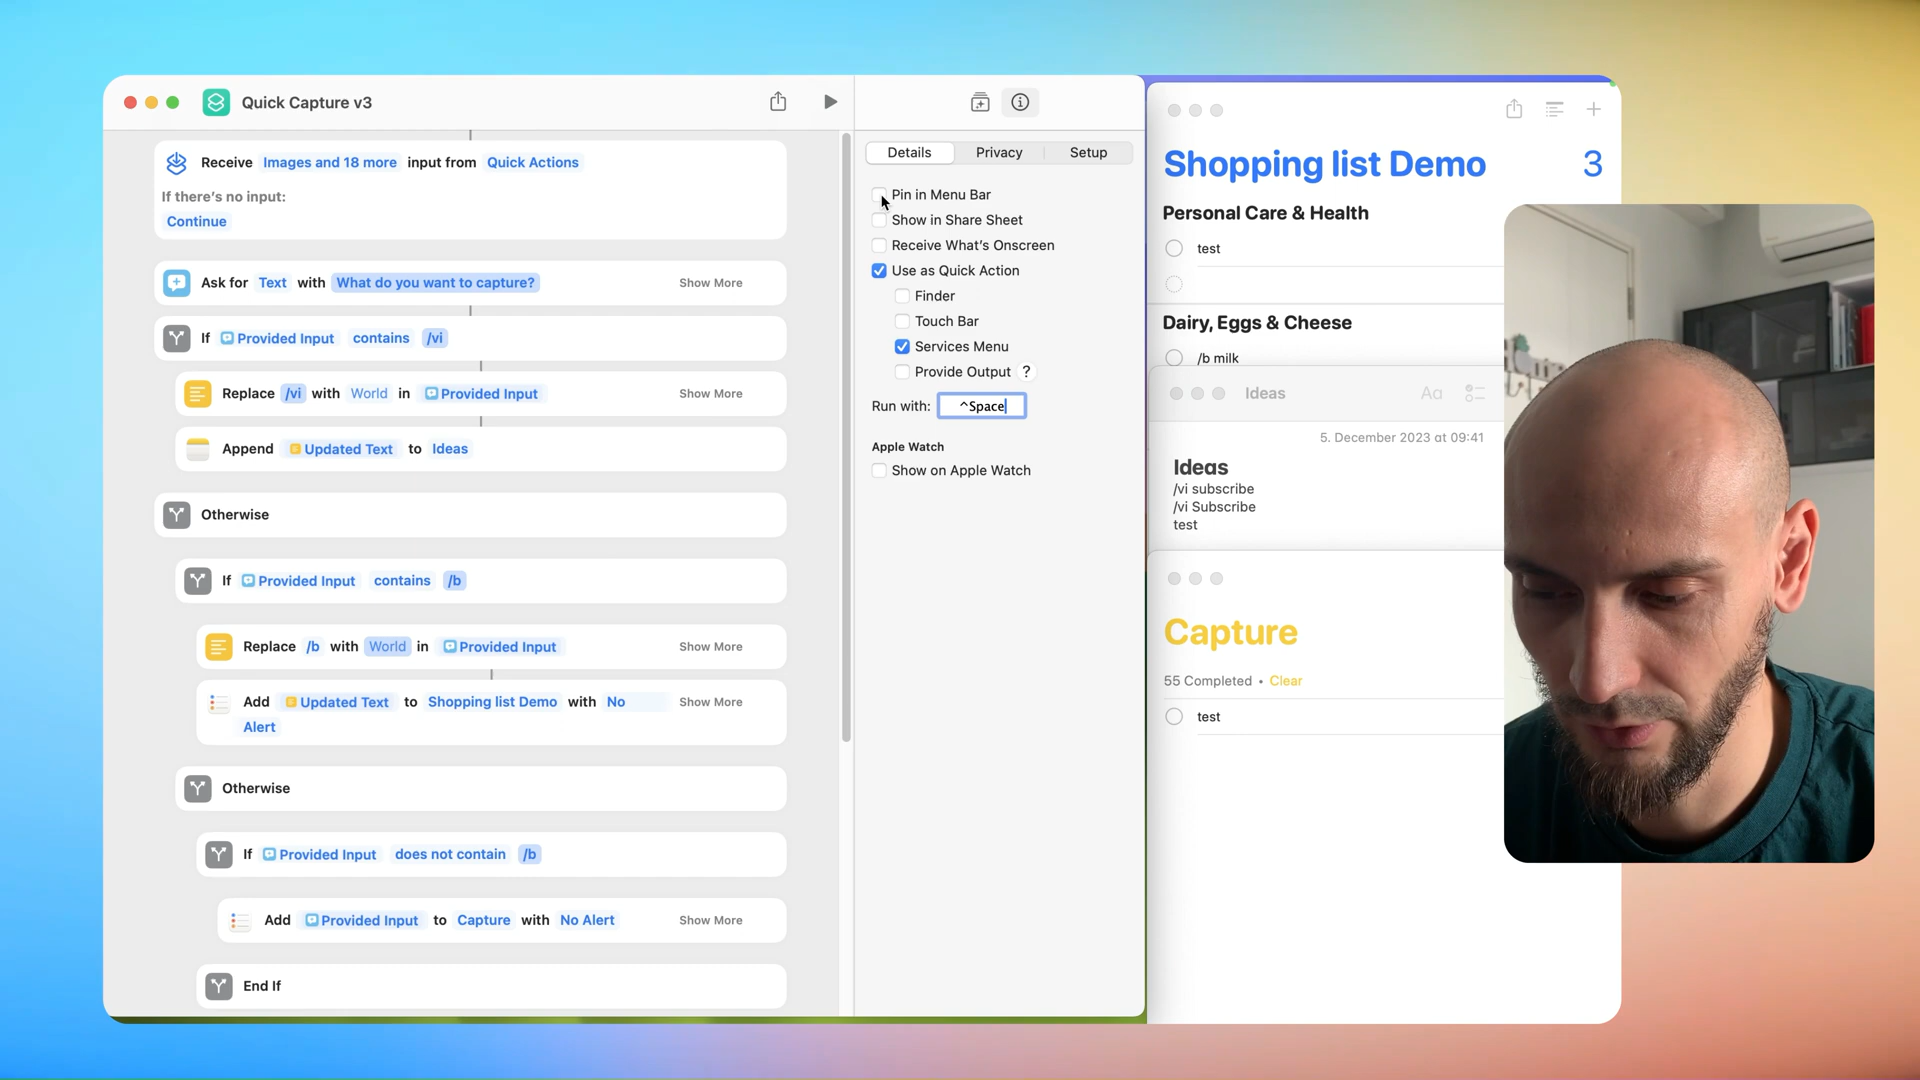 Quick Capture v3
Receive Images and 18 more input from Quick Actions
If there's no input:
Continue
Ask for Text with What do you want to capture? Show More
If Provided Input contains /vi
Replace /vi with World in Provided Input Show More
Append Updated Text to Ideas
Otherwise
If Provided Input contains /b
Replace /b with World in Provided Input Show More
Add Updated Text to Shopping list Demo with No Show More
Alert
Otherwise
If Provided Input does not contain /b
Add Provided Input to Capture with No Alert Show More
End If
Details Privacy Setup
Pin in Menu Bar
Show in Share Sheet
Receive What's Onscreen
Use as Quick Action
Finder
Touch Bar
Services Menu
Provide Output ?
Run with: ^Space
Apple Watch
Show on Apple Watch
Shopping list Demo 3
Personal Care & Health
test
Dairy, Eggs & Cheese
/b milk
Ideas Aa
5. December 2023 at 09:41
Ideas
/vi subscribe
/vi Subscribe
test
Capture
55 Completed • Clear
test